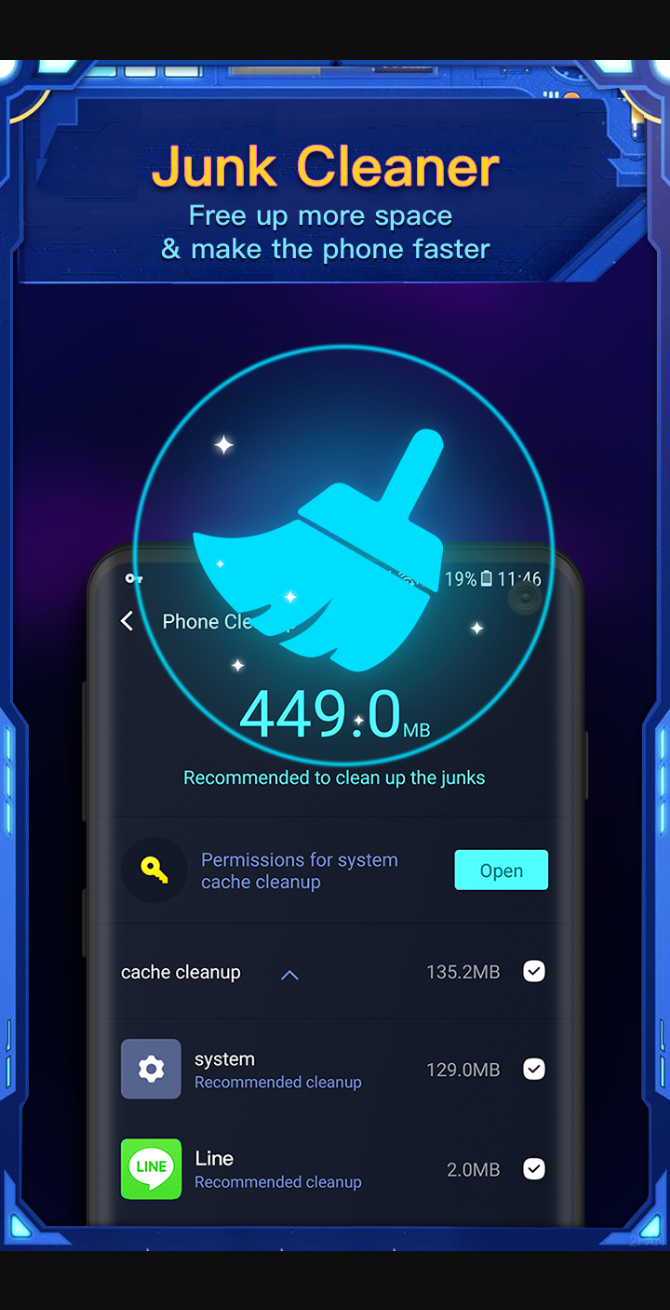 Junk Cleaner
Free up more space
& make the phone faster
19% 11:46
Phone Cle
449.0 MB
Recommended to clean up the junks
Permissions for system
cache cleanup
Open
cache cleanup 135.2MB
system
Recommended cleanup
129.0MB
LINE
Line
Recommended cleanup
2.0MB